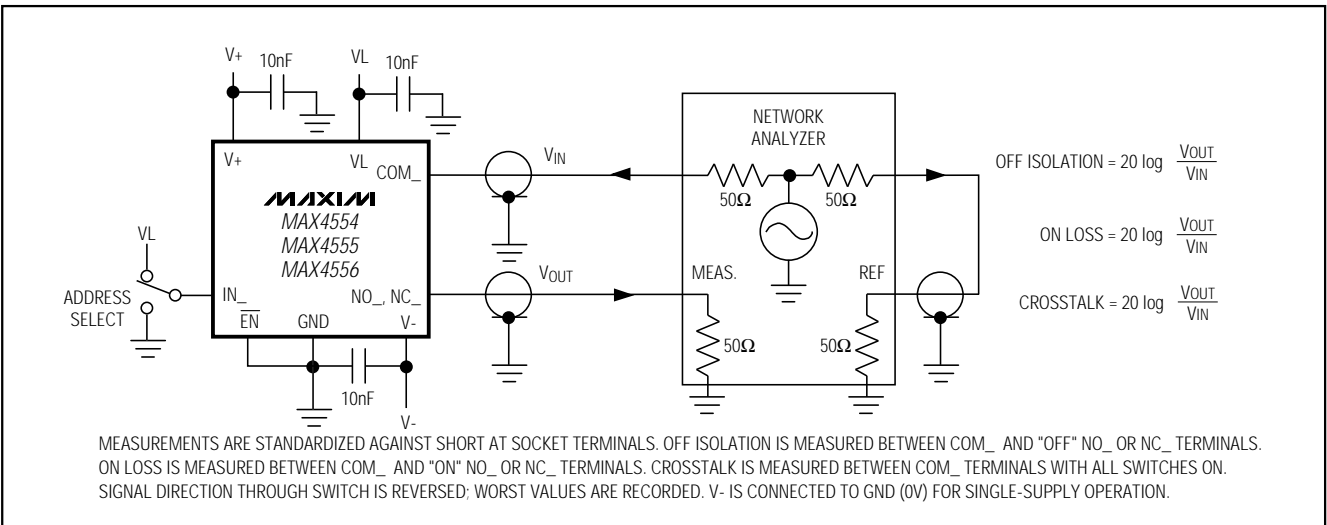 V+
10nF
VL
10nF
V+
VL
COM_
MAXIM
MAX4554
MAX4555
MAX4556
IN_
NO_, NC_
EN
GND
V-
VL
ADDRESS
SELECT
10nF
V-
VIN
VOUT
NETWORK
ANALYZER
50Ω
50Ω
MEAS.
REF
50Ω
50Ω
OFF ISOLATION = 20 log VOUT
VIN
ON LOSS = 20 log VOUT
VIN
CROSSTALK = 20 log VOUT
VIN
MEASUREMENTS ARE STANDARDIZED AGAINST SHORT AT SOCKET TERMINALS. OFF ISOLATION IS MEASURED BETWEEN COM_ AND "OFF" NO_ OR NC_ TERMINALS.
ON LOSS IS MEASURED BETWEEN COM_ AND "ON" NO_ OR NC_ TERMINALS. CROSSTALK IS MEASURED BETWEEN COM_ TERMINALS WITH ALL SWITCHES ON.
SIGNAL DIRECTION THROUGH SWITCH IS REVERSED; WORST VALUES ARE RECORDED. V- IS CONNECTED TO GND (0V) FOR SINGLE-SUPPLY OPERATION.